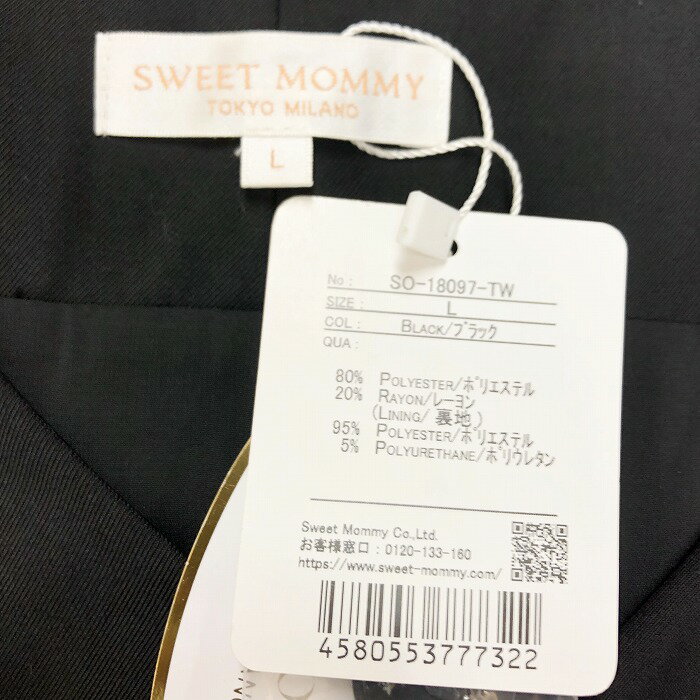 SWEET MOMMY
TOKYO MILANO
L
No: SO-18097-TW
SIZE: L
COL: BLACK/ブラック
QUA:
80% POLYESTER/ポリエステル
20% RAYON/レーヨン
(LINING/ 裏地)
95% POLYESTER/ポリエステル
5% POLYURETHANE/ポリウレタン
Sweet Mommy Co.,Ltd.
お客様窓口:0120-133-160
https://www.sweet-mommy.com/
4580553777322